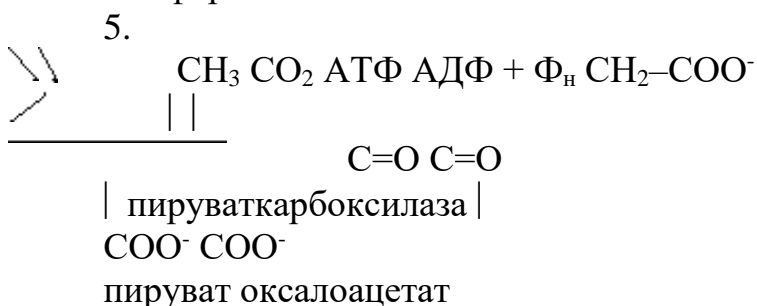 5.
CH₃ CO₂ АТФ АДФ + Фн CH₂–COO⁻
| |
C=O C=O
| пируваткарбоксилаза |
COO⁻ COO⁻
пируват оксалоацетат